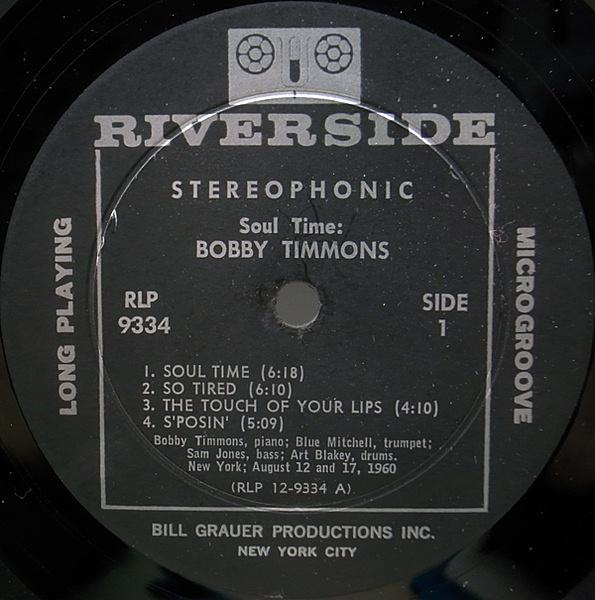 RIVERSIDE
STEREOPHONIC
Soul Time:
BOBBY TIMMONS
LONG PLAYING
MICROGROOVE
RLP
9334
SIDE
1
1. SOUL TIME (6:18)
2. SO TIRED (6:10)
3. THE TOUCH OF YOUR LIPS (4:10)
4. S'POSIN' (5:09)
Bobby Timmons, piano; Blue Mitchell, trumpet;
Sam Jones, bass; Art Blakey, drums.
New York; August 12 and 17, 1960
(RLP 12-9334 A)
BILL GRAUER PRODUCTIONS INC.
NEW YORK CITY